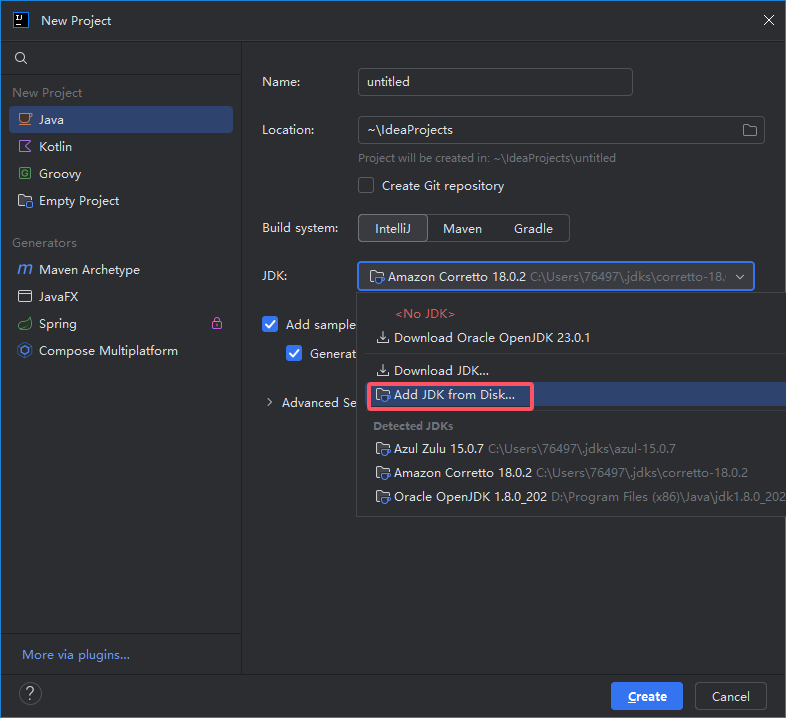 New Project
New Project
Java
Kotlin
Groovy
Empty Project
Generators
Maven Archetype
JavaFX
Spring
Compose Multiplatform
More via plugins...
?
Name:
untitled
Location:
~\IdeaProjects
Project will be created in: ~\IdeaProjects\untitled
Create Git repository
Build system:
IntelliJ
Maven
Gradle
JDK:
Amazon Corretto 18.0.2 C:\Users\76497\.jdks\corretto-18.
<No JDK>
Download Oracle OpenJDK 23.0.1
Download JDK...
Add JDK from Disk...
Detected JDKs
Azul Zulu 15.0.7 C:\Users\76497\.jdks\azul-15.0.7
Amazon Corretto 18.0.2 C:\Users\76497\.jdks\corretto-18.0.2
Oracle OpenJDK 1.8.0_202 D:\Program Files (x86)\Java\jdk1.8.0_202
Add sample
Generat
Advanced Se
Create
Cancel